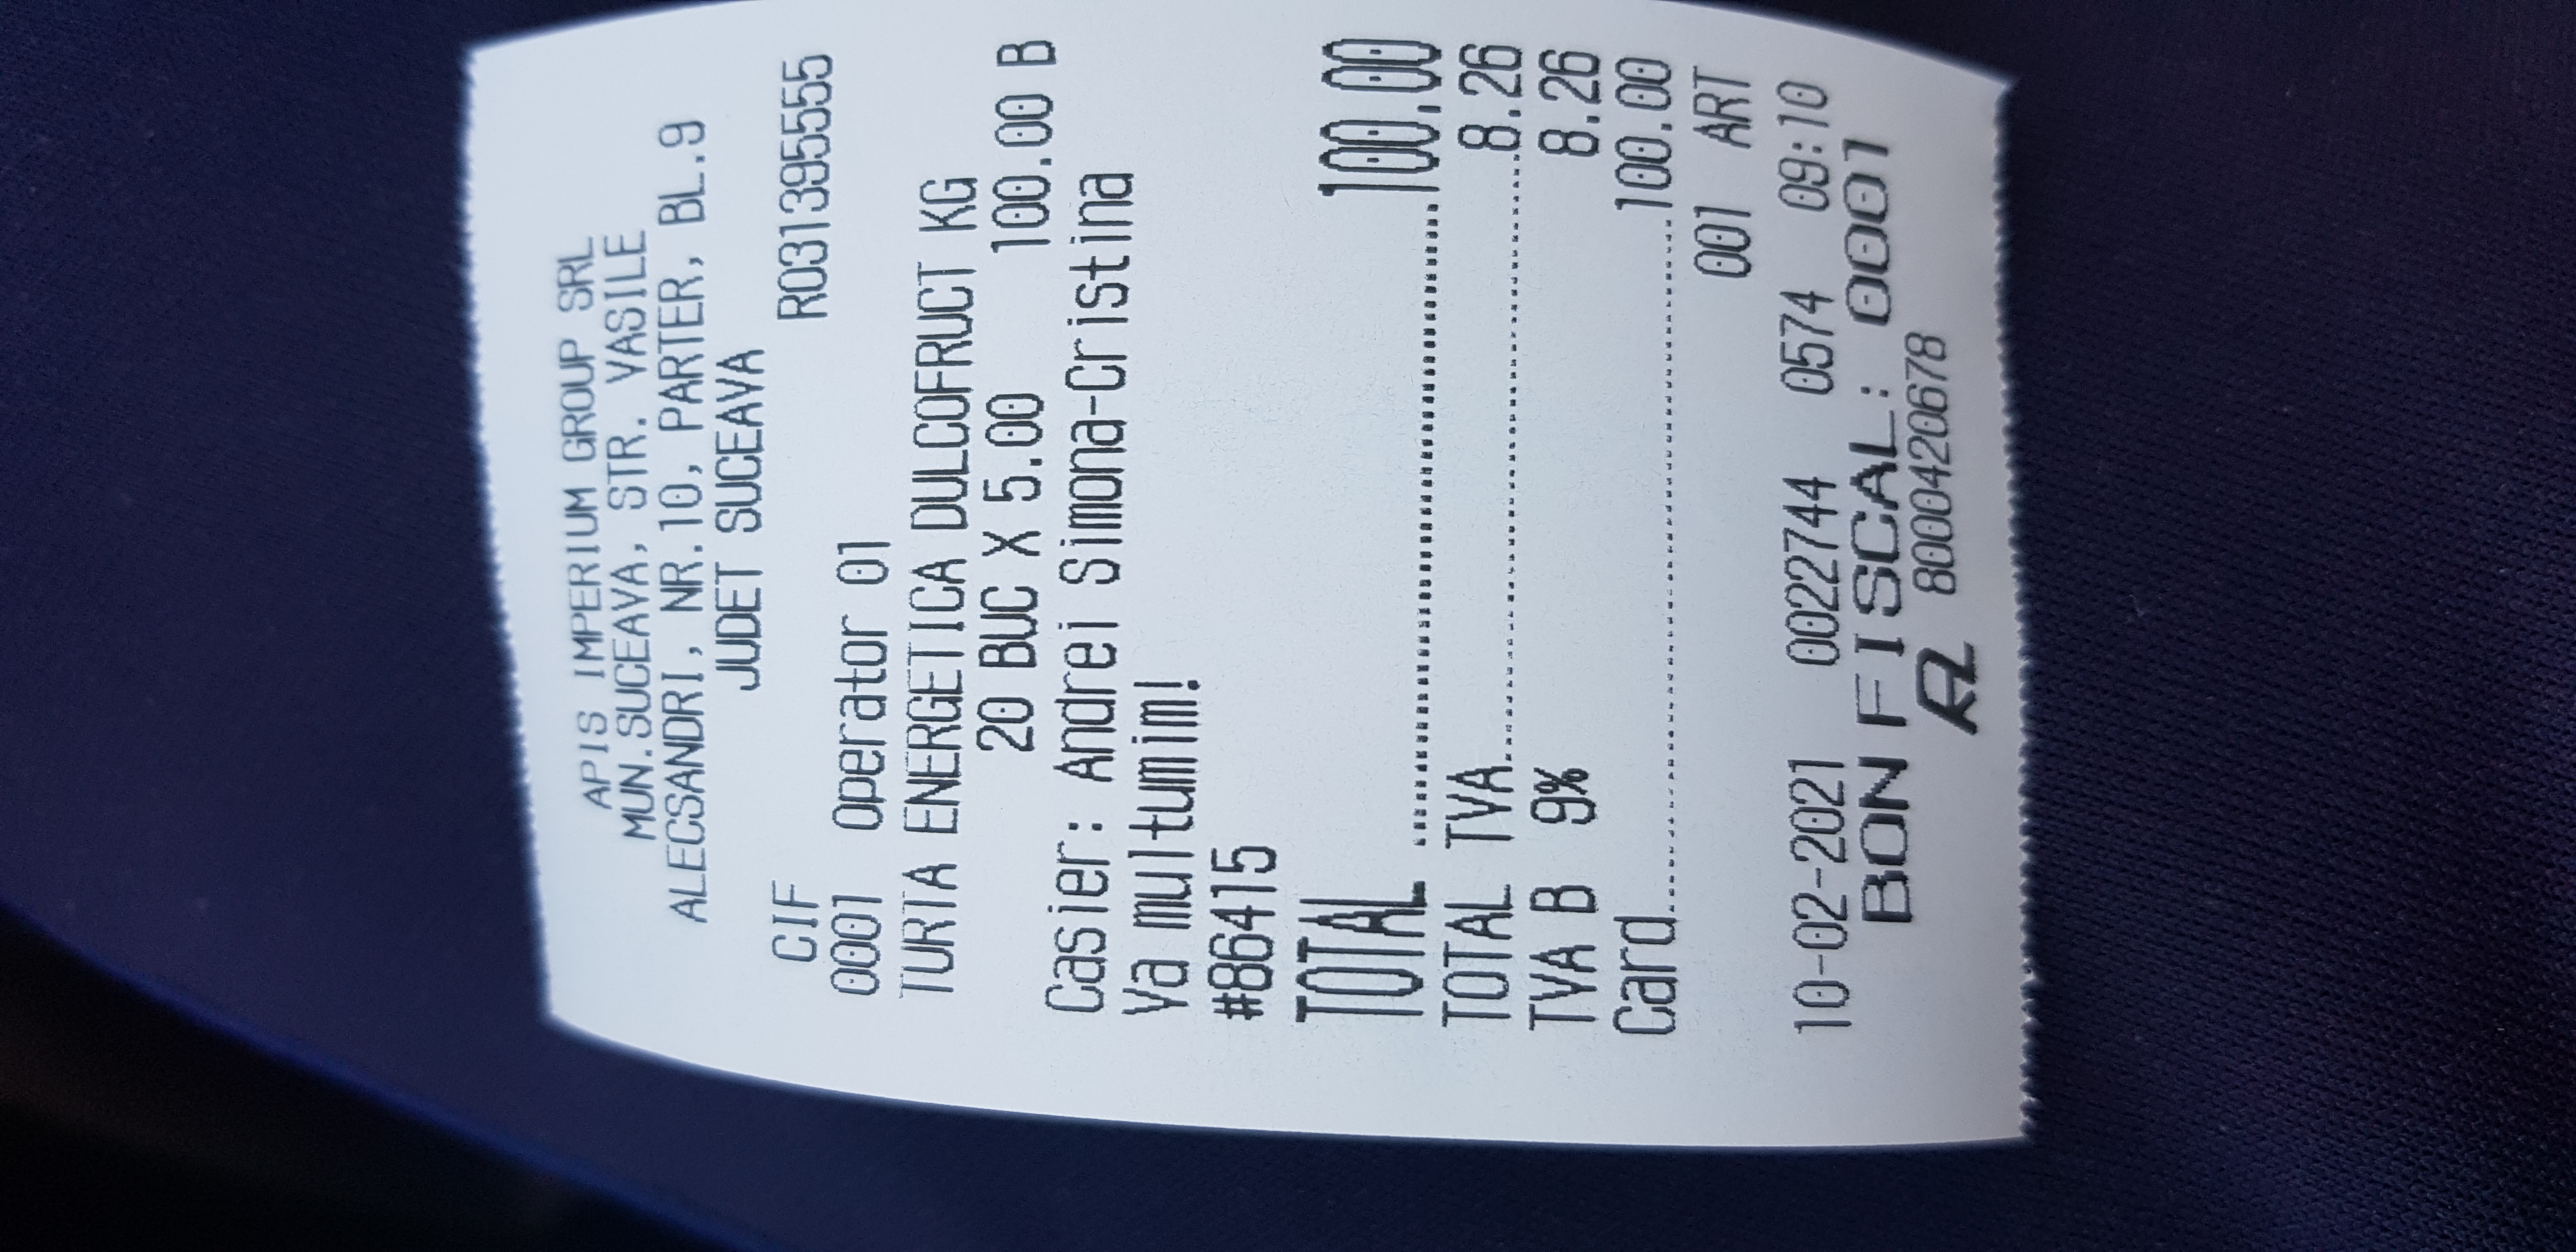 APIS IMPERIUM GROUP SRL
MUN.SUCEAVA, STR. VASILE
ALECSANDRI, NR.10, PARTER, BL.9
JUDET SUCEAVA
CIF RO31395555
0001 Operator 01
TURTA ENERGETICA DULCOFRUCT KG
20 BUC X 5.00 100.00 B
Casier: Andrei Simona-Cristina
Va multumim!
#86415
TOTAL ........................ 100.00
TOTAL TVA........................8.26
TVA B 9% 8.26
Card........................100.00
001 ART
10-02-2021 0022744 0574 09:10
BON FISCAL: 0001
8000420678